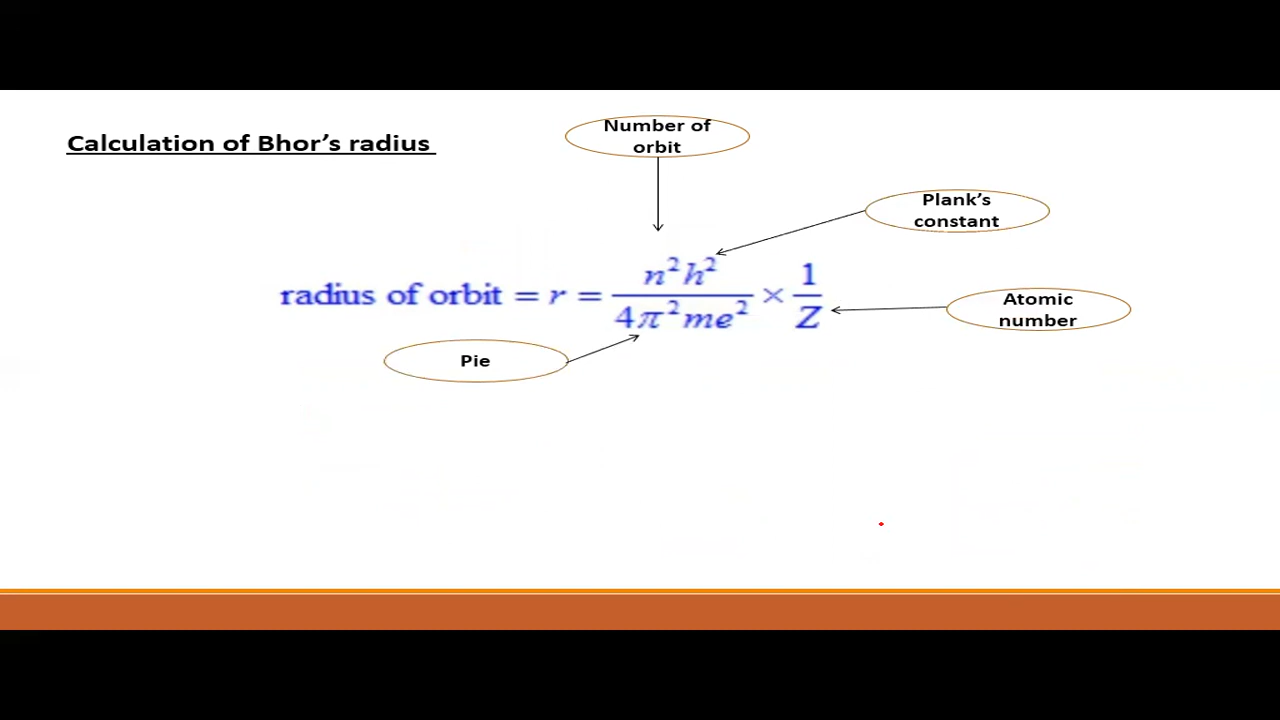 Calculation of Bhor's radius
Number of
orbit
Plank's
constant
radius of orbit = r = n²h² / 4π²me² × 1 / Z
Atomic
number
Pie